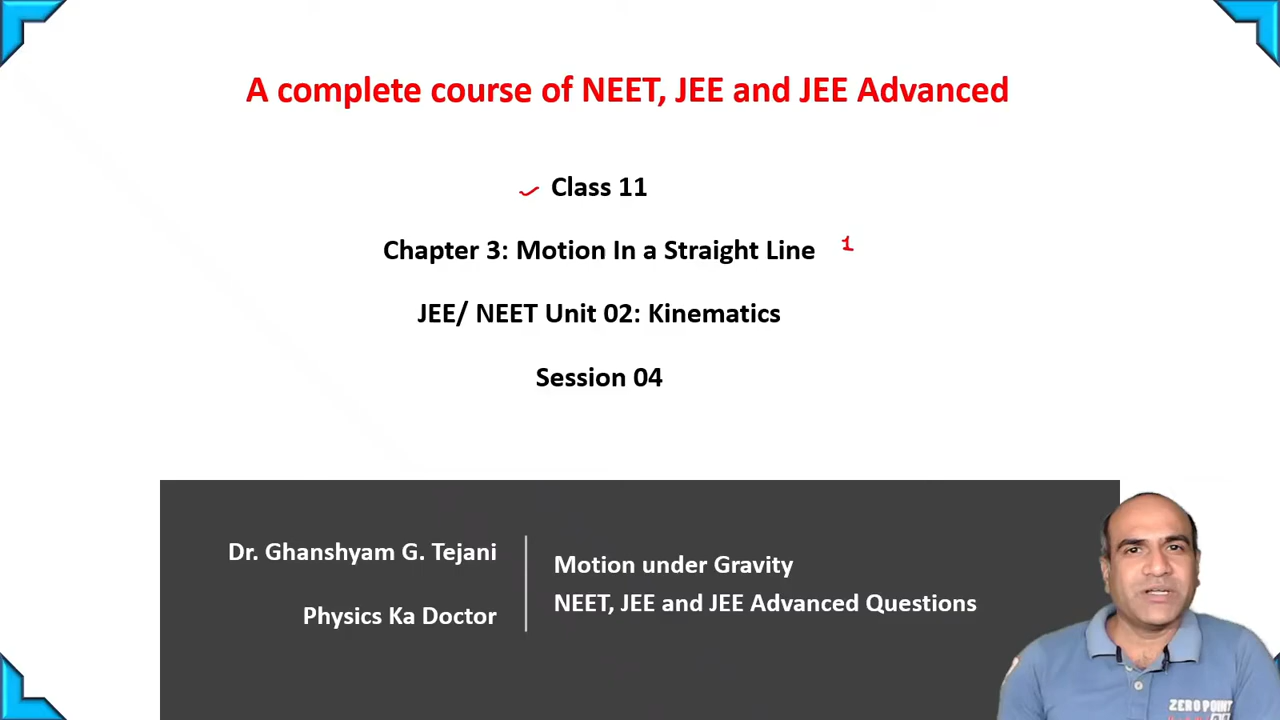 A complete course of NEET, JEE and JEE Advanced
Class 11
Chapter 3: Motion In a Straight Line 1
JEE/ NEET Unit 02: Kinematics
Session 04
Dr. Ghanshyam G. Tejani
Physics Ka Doctor
Motion under Gravity
NEET, JEE and JEE Advanced Questions
ZERO POINT